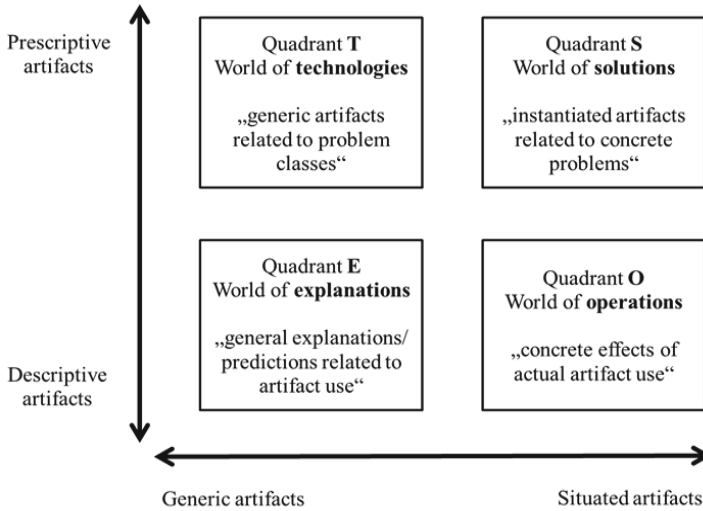 Prescriptive
artifacts
Quadrant T
World of technologies
„generic artifacts
related to problem
classes“
Quadrant S
World of solutions
„instantiated artifacts
related to concrete
problems“
Quadrant E
World of explanations
„general explanations/
predictions related to
artifact use“
Quadrant O
World of operations
„concrete effects of
actual artifact use“
Descriptive
artifacts
Generic artifacts
Situated artifacts